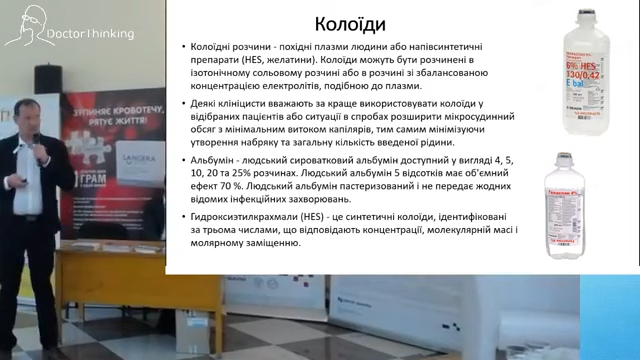 DoctorThinking
Колоїди
• Колоїдні розчини - похідні плазми людини або напівсинтетичні
препарати (HES, желатини). Колоїди можуть бути розчинені в
ізотонічному сольовому розчині або в розчині зі збалансованою
концентрацією електролітів, подібною до плазми.
• Деякі клініцисти вважають за краще використовувати колоїди у
відібраних пацієнтів або ситуації в спробах розширити мікросудинний
обсяг з мінімальним витоком капілярів, тим самим мінімізуючи
утворення набряку та загальну кількість введеної рідини.
• Альбумін - людський сироватковий альбумін доступний у вигляді 4, 5,
10, 20 та 25% розчинах. Людський альбумін 5 відсотків має об'ємний
ефект 70 %. Людський альбумін пастеризований і не передає жодних
відомих інфекційних захворювань.
• Гидроксиэтилкрахмали (HES) - це синтетичні колоїди, ідентифіковані
за трьома числами, що відповідають концентрації, молекулярній масі і
молярному заміщенню.
6% HES
130/0,42
E bal
ЗУПИНЯЄ КРОВОТЕЧУ,
РЯТУЄ ЖИТТЯ!
1 ГРАМ